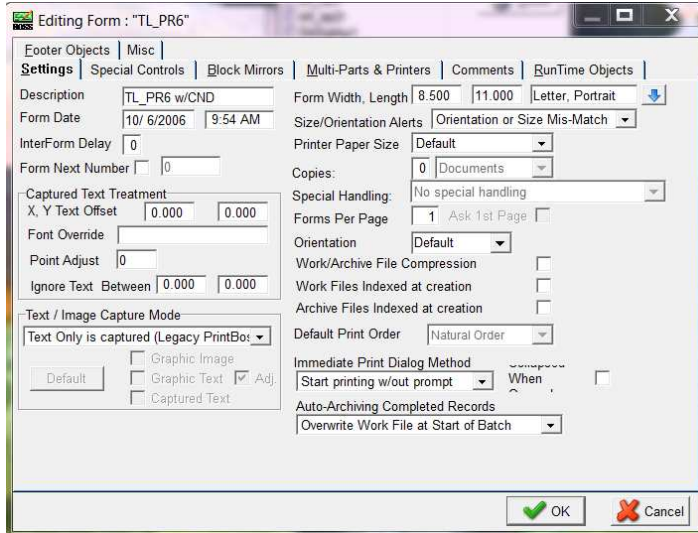 BOSS Editing Form : "TL_PR6"
Footer Objects Misc
Settings Special Controls Block Mirrors Multi-Parts & Printers Comments RunTime Objects
Description TL_PR6 w/CND
Form Date 10/ 6/2006 9:54 AM
InterForm Delay 0
Form Next Number 0
Captured Text Treatment
X, Y Text Offset 0.000 0.000
Font Override
Point Adjust 0
Ignore Text Between 0.000 0.000
Text / Image Capture Mode
Text Only is captured (Legacy PrintBos
Graphic Image
Default Graphic Text Adj.
Captured Text
Form Width, Length 8.500 11.000 Letter, Portrait
Size/Orientation Alerts Orientation or Size Mis-Match
Printer Paper Size Default
Copies: 0 Documents
Special Handling: No special handling
Forms Per Page 1 Ask 1st Page
Orientation Default
Work/Archive File Compression
Work Files Indexed at creation
Archive Files Indexed at creation
Default Print Order Natural Order
Immediate Print Dialog Method
Start printing w/out prompt When
Auto-Archiving Completed Records
Overwrite Work File at Start of Batch
OK Cancel